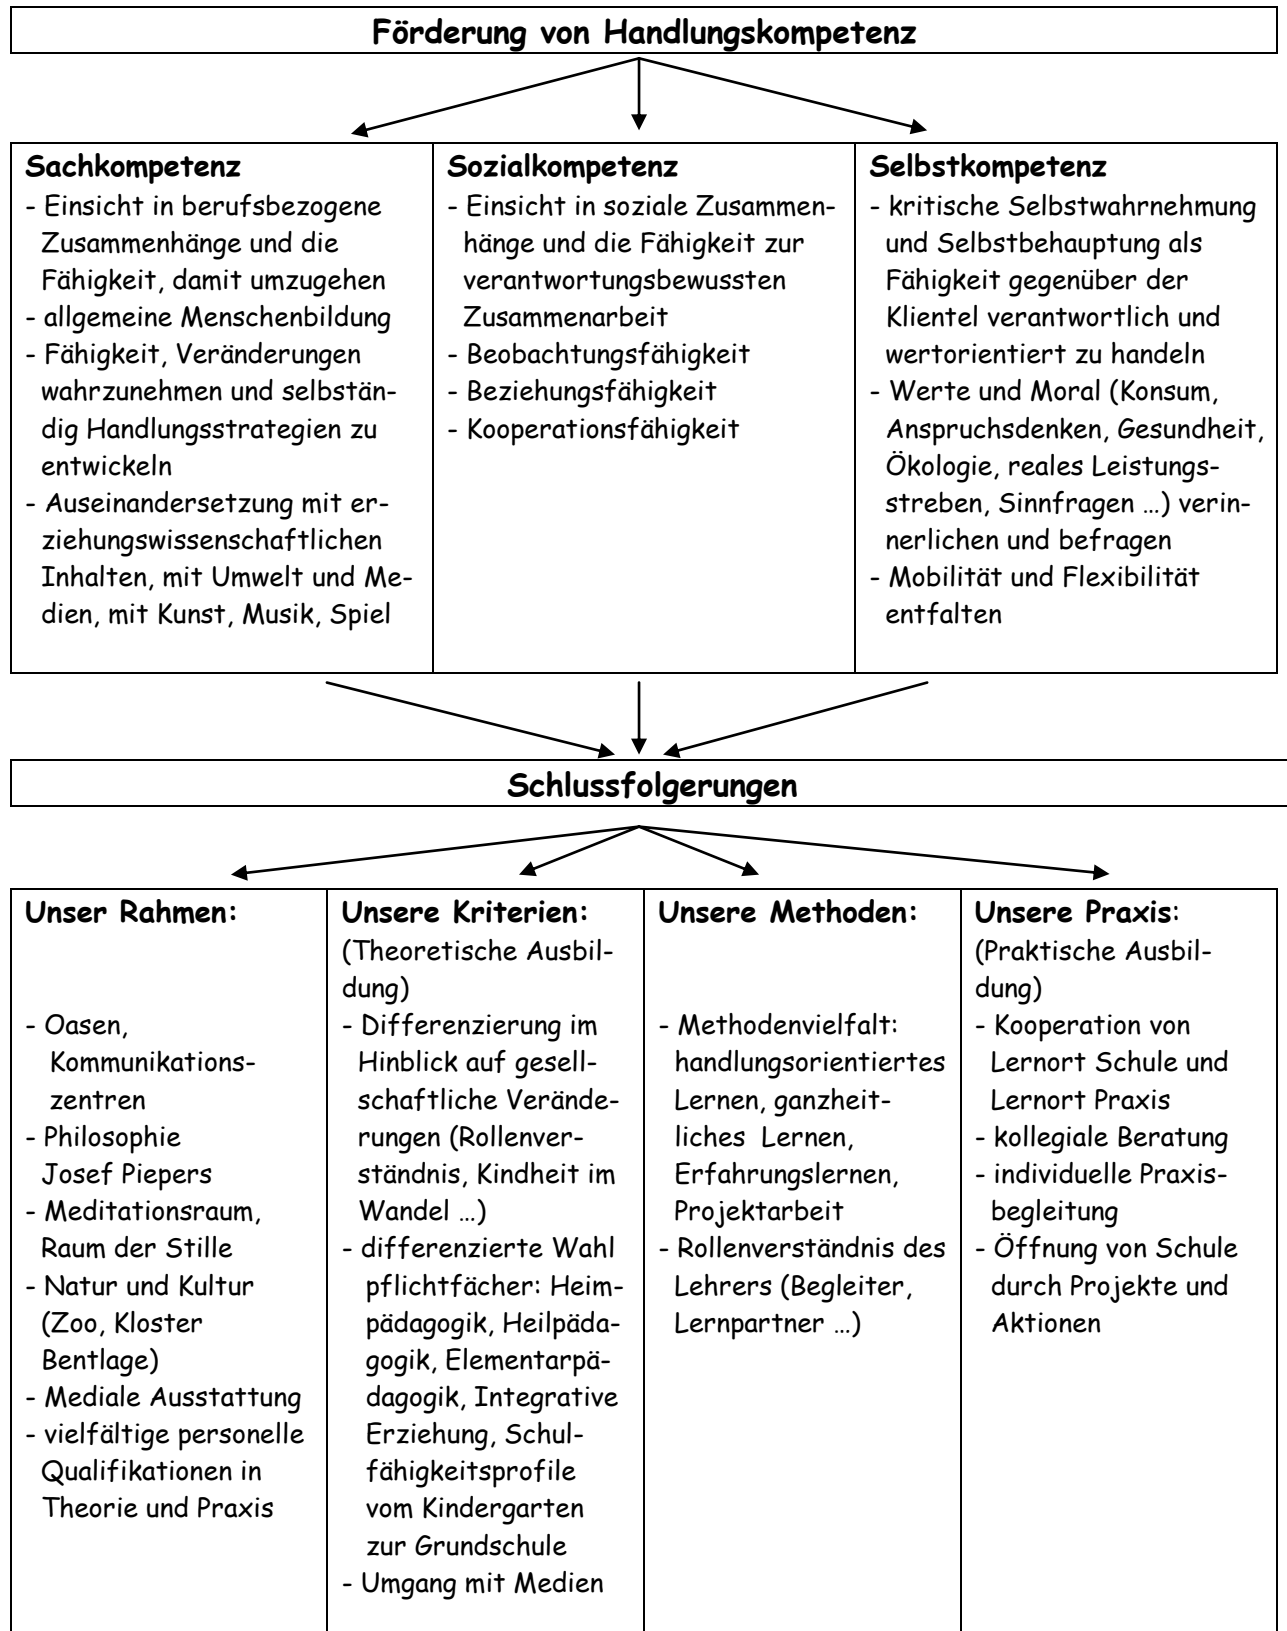 Förderung von Handlungskompetenz
Sachkompetenz
- Einsicht in berufsbezogene
Zusammenhänge und die
Fähigkeit, damit umzugehen
- allgemeine Menschenbildung
- Fähigkeit, Veränderungen
wahrzunehmen und selbstän-
dig Handlungsstrategien zu
entwickeln
- Auseinandersetzung mit er-
ziehungswissenschaftlichen
Inhalten, mit Umwelt und Me-
dien, mit Kunst, Musik, Spiel
Sozialkompetenz
- Einsicht in soziale Zusammen-
hänge und die Fähigkeit zur
verantwortungsbewussten
Zusammenarbeit
- Beobachtungsfähigkeit
- Beziehungsfähigkeit
- Kooperationsfähigkeit
Selbstkompetenz
- kritische Selbstwahrnehmung
und Selbstbehauptung als
Fähigkeit gegenüber der
Klientel verantwortlich und
wertorientiert zu handeln
- Werte und Moral (Konsum,
Anspruchsdenken, Gesundheit,
Ökologie, reales Leistungs-
streben, Sinnfragen …) verin-
nerlichen und befragen
- Mobilität und Flexibilität
entfalten
Schlussfolgerungen
Unser Rahmen:
- Oasen,
Kommunikations-
zentren
- Philosophie
Josef Piepers
- Meditationsraum,
Raum der Stille
- Natur und Kultur
(Zoo, Kloster
Bentlage)
- Mediale Ausstattung
- vielfältige personelle
Qualifikationen in
Theorie und Praxis
Unsere Kriterien:
(Theoretische Ausbil-
dung)
- Differenzierung im
Hinblick auf gesell-
schaftliche Verände-
rungen (Rollenver-
ständnis, Kindheit im
Wandel …)
- differenzierte Wahl
pflichtfächer: Heim-
pädagogik, Heilpäda-
gogik, Elementarpä-
dagogik, Integrative
Erziehung, Schul-
fähigkeitsprofile
vom Kindergarten
zur Grundschule
- Umgang mit Medien
Unsere Methoden:
- Methodenvielfalt:
handlungsorientiertes
Lernen, ganzheit-
liches Lernen,
Erfahrungslernen,
Projektarbeit
- Rollenverständnis des
Lehrers (Begleiter,
Lernpartner …)
Unsere Praxis:
(Praktische Ausbil-
dung)
- Kooperation von
Lernort Schule und
Lernort Praxis
- kollegiale Beratung
- individuelle Praxis-
begleitung
- Öffnung von Schule
durch Projekte und
Aktionen